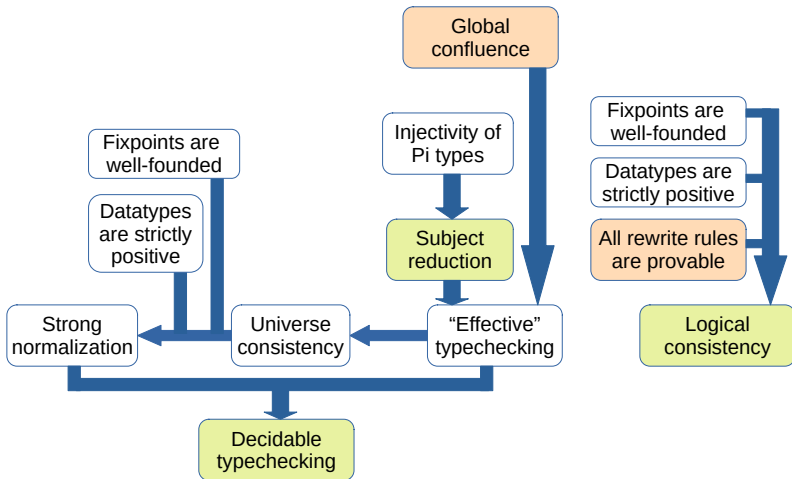 Global
confluence
Fixpoints are
well-founded
Injectivity of
Pi types
Fixpoints are
well-founded
Datatypes are
strictly positive
Datatypes
are strictly
positive
Subject
reduction
All rewrite rules
are provable
Strong
normalization
Universe
consistency
“Effective”
typechecking
Logical
consistency
Decidable
typechecking